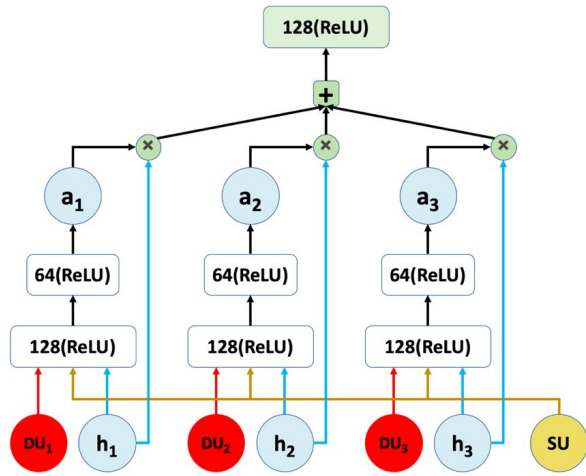 128(ReLU)
+
× × ×
a1 a2 a3
64(ReLU) 64(ReLU) 64(ReLU)
128(ReLU) 128(ReLU) 128(ReLU)
DU1 h1 DU2 h2 DU3 h3 SU